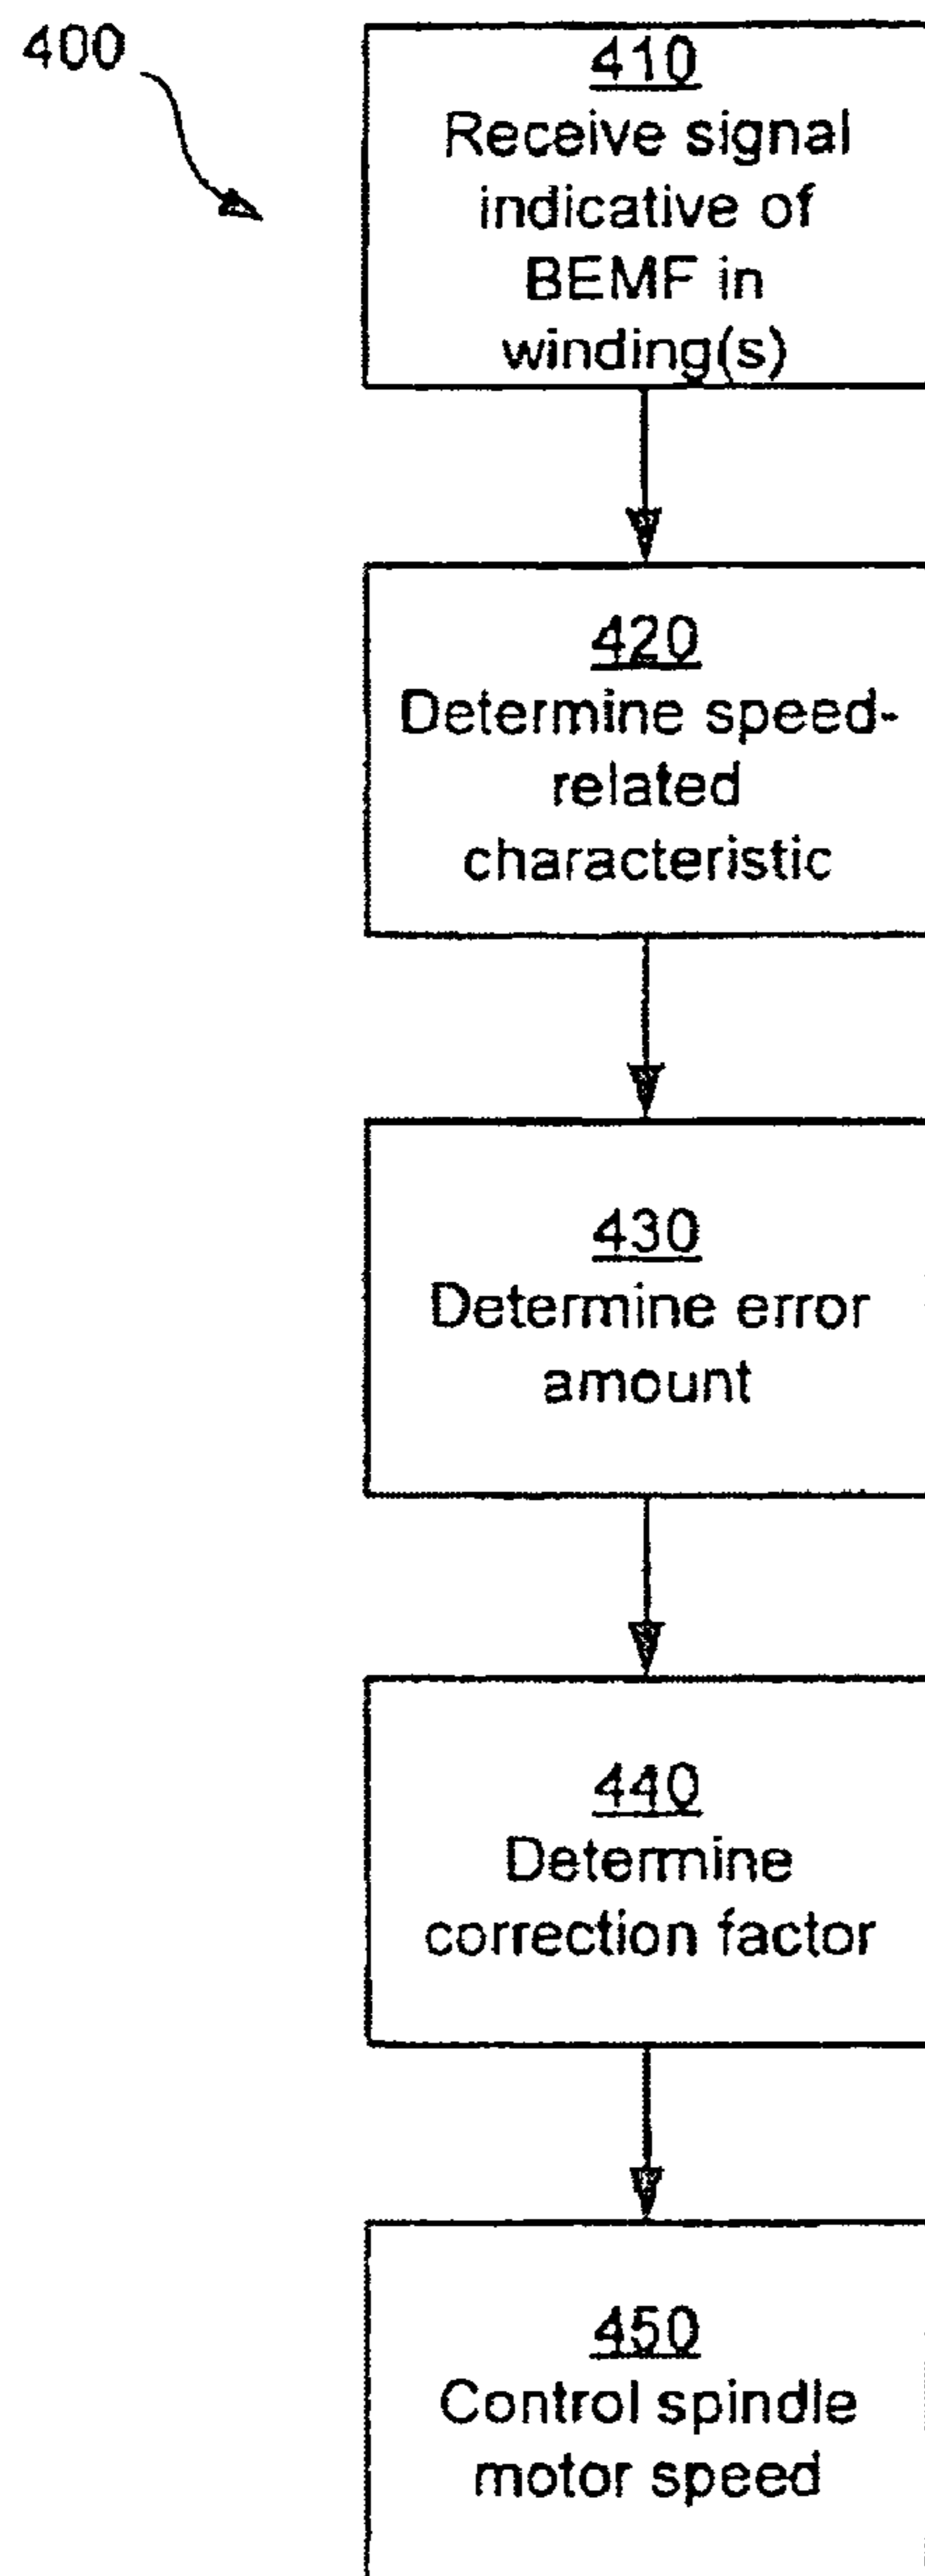 400
410
Receive signal
indicative of
BEMF in
winding(s)
420
Determine speed-
related
characteristic
430
Determine error
amount
440
Determine
correction factor
450
Control spindle
motor speed